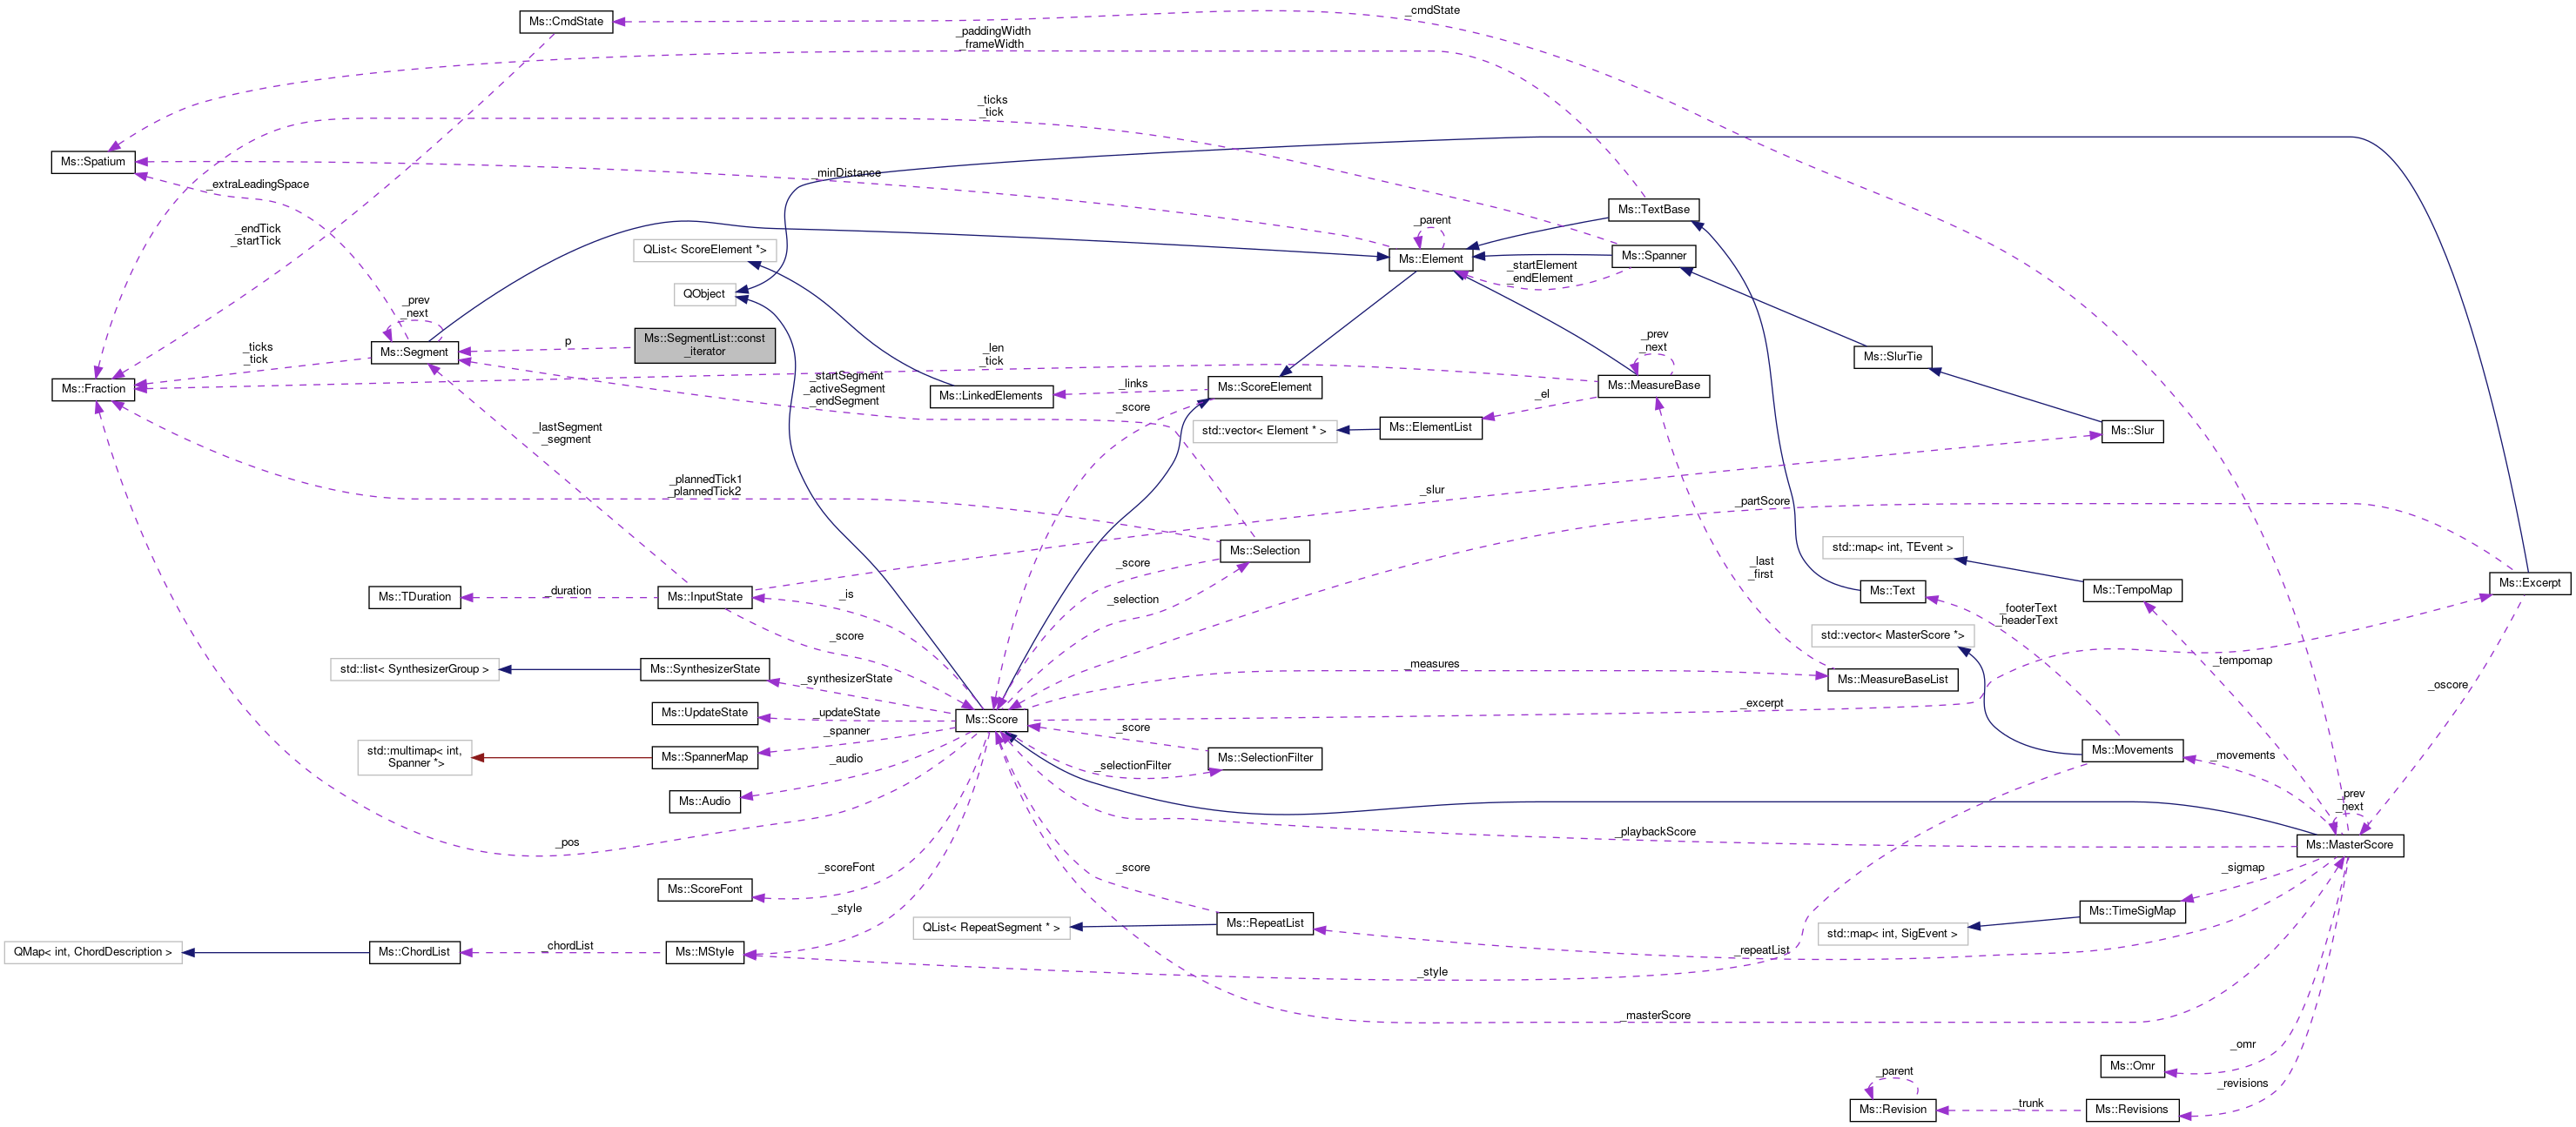 _cmdState
Ms::CmdState
_paddingWidth
_frameWidth
_ticks
_tick
Ms::Spatium
_minDistance
_extraLeadingSpace
Ms::TextBase
_parent
_endTick
_startTick
QList< ScoreElement *>
Ms::Element
Ms::Spanner
_startElement
_endElement
QObject
_prev
_next
Ms::SegmentList::const
_iterator
p
Ms::Segment
_ticks
_tick
_len
_tick
_prev
_next
Ms::SlurTie
Ms::Fraction
_startSegment
_activeSegment
_endSegment
Ms::LinkedElements
_links
Ms::ScoreElement
Ms::MeasureBase
_el
_score
_lastSegment
_segment
std::vector< Element * >
Ms::ElementList
Ms::Slur
_plannedTick1
_plannedTick2
_slur
_partScore
Ms::Selection
std::map< int, TEvent >
_score
_last
_first
Ms::Excerpt
Ms::TDuration
_duration
Ms::InputState
_is
_selection
Ms::Text
Ms::TempoMap
_footerText
_headerText
_score
std::vector< MasterScore *>
std::list< SynthesizerGroup >
Ms::SynthesizerState
_synthesizerState
_measures
Ms::MeasureBaseList
_tempomap
_oscore
Ms::UpdateState
_updateState
Ms::Score
_excerpt
_spanner
_score
std::multimap< int,
Spanner *>
Ms::SpannerMap
_audio
_selectionFilter
Ms::SelectionFilter
Ms::Movements
_movements
Ms::Audio
_prev
_next
_pos
_playbackScore
Ms::MasterScore
_scoreFont
_score
_sigmap
Ms::ScoreFont
_style
QList< RepeatSegment * >
Ms::RepeatList
Ms::TimeSigMap
std::map< int, SigEvent >
QMap< int, ChordDescription >
Ms::ChordList
_chordList
Ms::MStyle
_repeatList
_style
_masterScore
_omr
Ms::Omr
_parent
_revisions
Ms::Revision
_trunk
Ms::Revisions